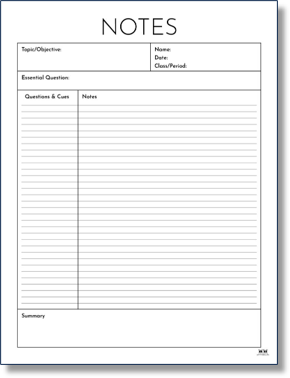 NOTES
Topic/Objective:
Name:
Date:
Class/Period:
Essential Question:
Questions & Cues
Notes
Summary